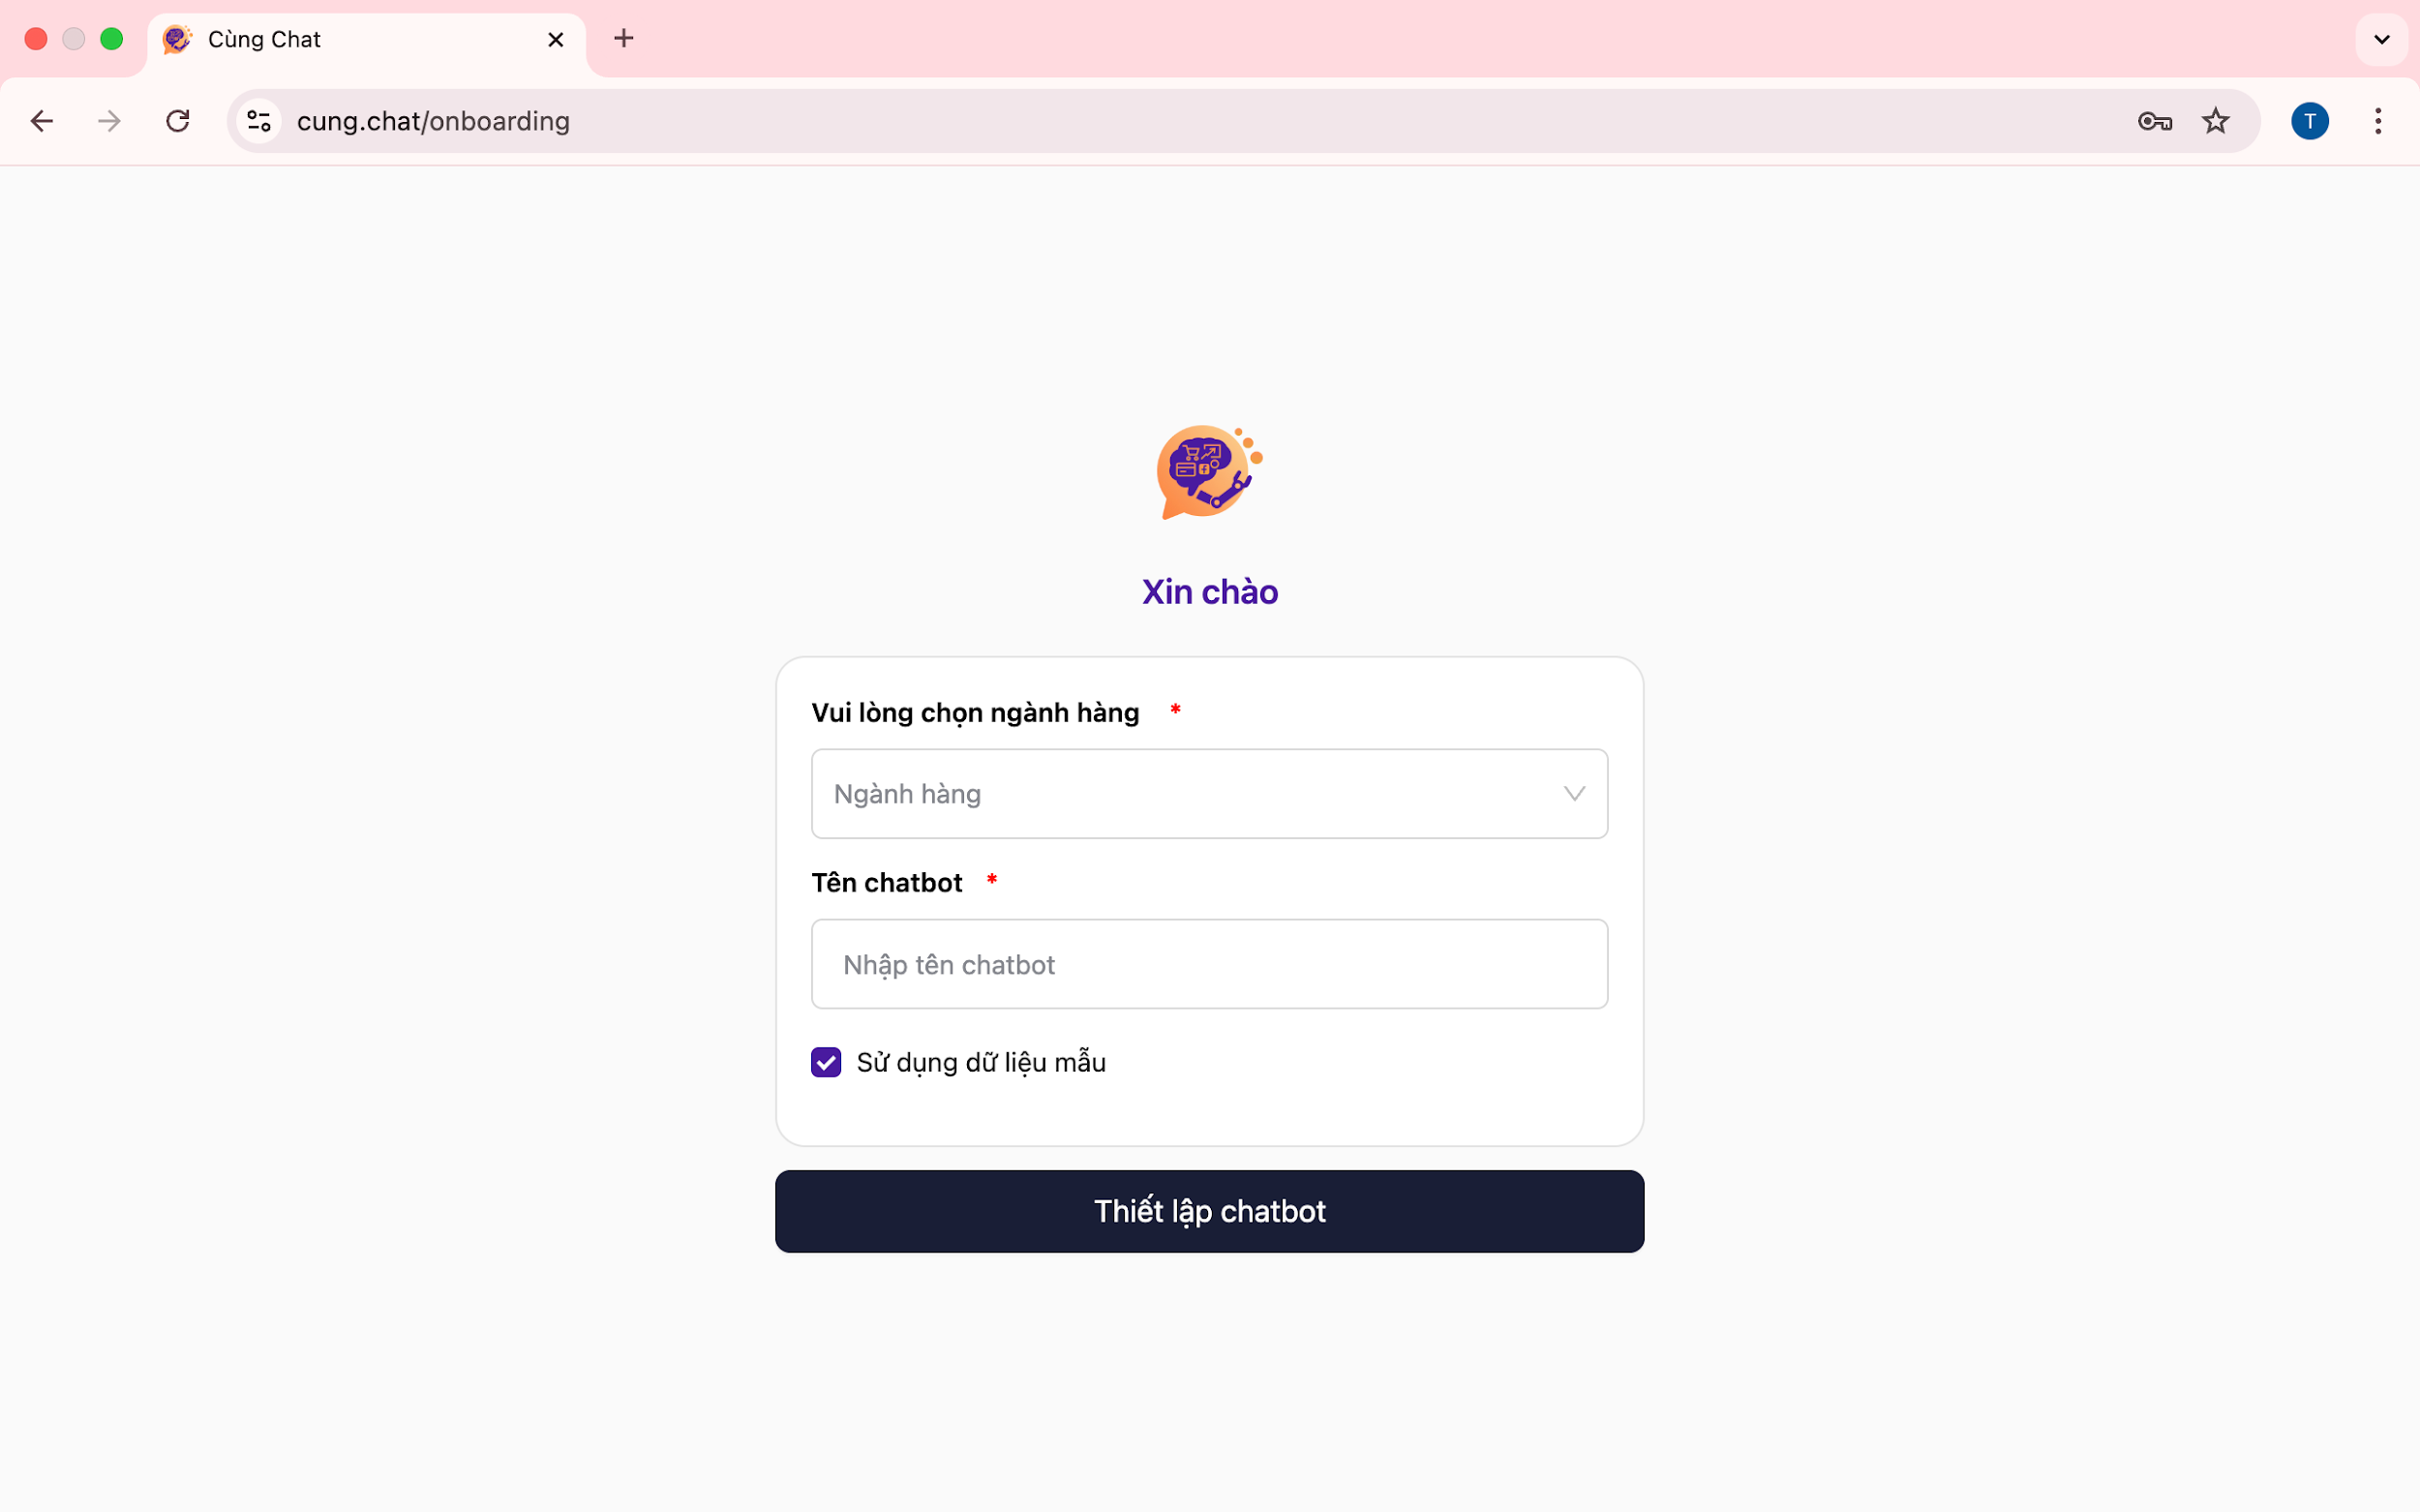 Cùng Chat
cung.chat/onboarding
T
Xin chào
Vui lòng chọn ngành hàng *
Ngành hàng
Tên chatbot *
Nhập tên chatbot
Sử dụng dữ liệu mẫu
Thiết lập chatbot